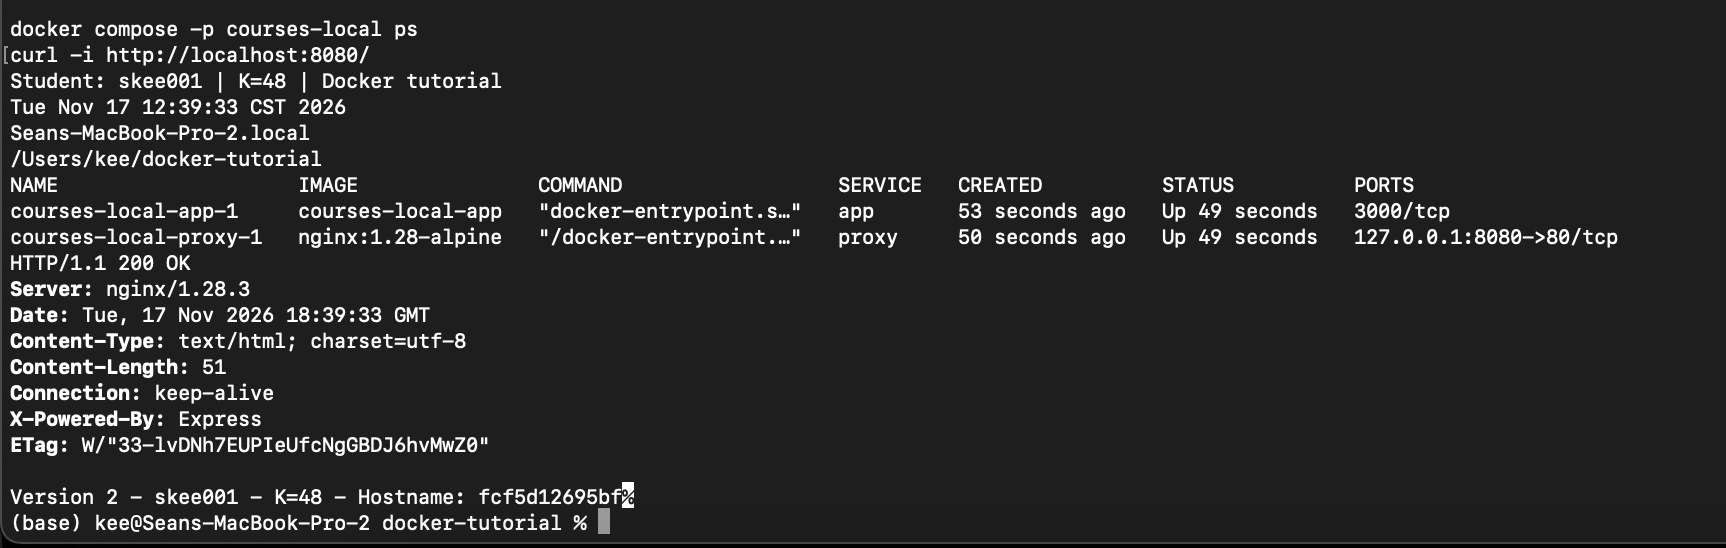 docker compose -p courses-local ps
[curl -i http://localhost:8080/
Student: skee001 | K=48 | Docker tutorial
Tue Nov 17 12:39:33 CST 2026
Seans-MacBook-Pro-2.local
/Users/kee/docker-tutorial
NAME IMAGE COMMAND SERVICE CREATED STATUS PORTS
courses-local-app-1 courses-local-app "docker-entrypoint.s…" app 53 seconds ago Up 49 seconds 3000/tcp
courses-local-proxy-1 nginx:1.28-alpine "/docker-entrypoint.…" proxy 50 seconds ago Up 49 seconds 127.0.0.1:8080->80/tcp
HTTP/1.1 200 OK
Server: nginx/1.28.3
Date: Tue, 17 Nov 2026 18:39:33 GMT
Content-Type: text/html; charset=utf-8
Content-Length: 51
Connection: keep-alive
X-Powered-By: Express
ETag: W/"33-lvDNh7EUPIeUfcNgGBDJ6hvMwZ0"
Version 2 - skee001 - K=48 - Hostname: fcf5d12695bf%
(base) kee@Seans-MacBook-Pro-2 docker-tutorial %